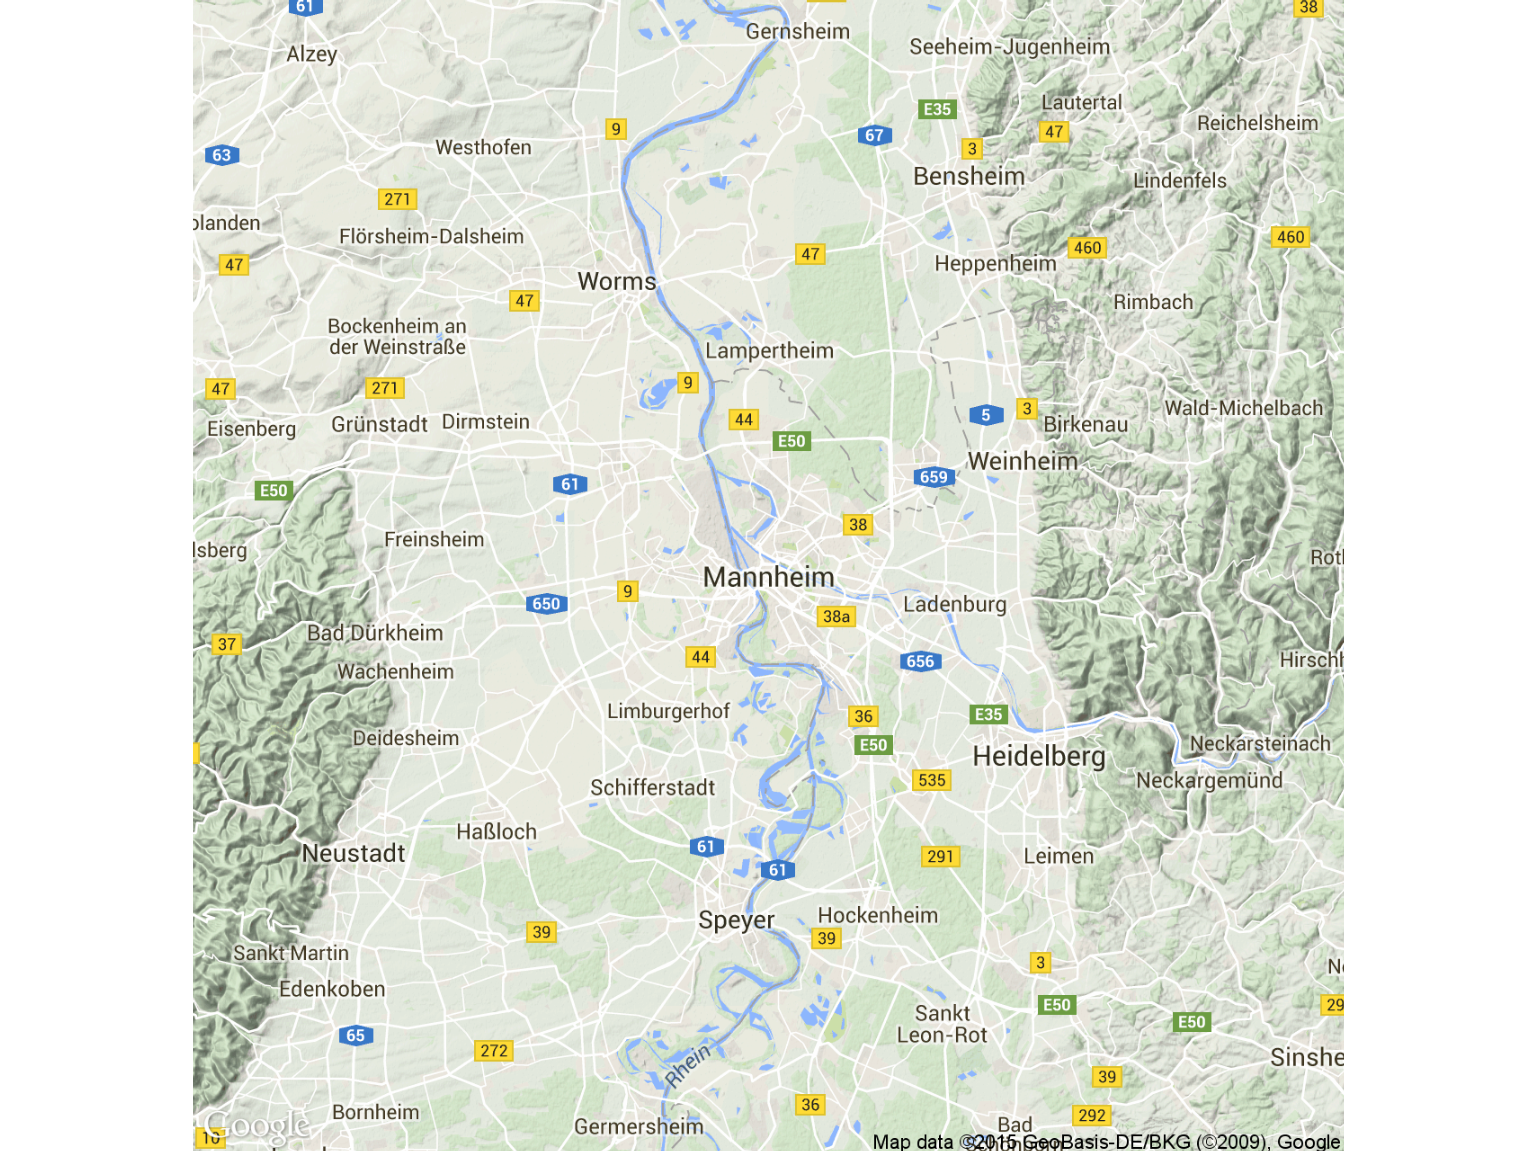 61
Gernsheim
38
Alzey
Seeheim-Jugenheim
Lautertal
E35
9
67
47
Reichelsheim
Westhofen
3
63
Bensheim
Lindenfels
271
olanden
Flörsheim-Dalsheim
47
460
460
47
Heppenheim
Worms
47
Rimbach
Bockenheim an
der Weinstraße
Lampertheim
47
271
9
44
5
3
Wald-Michelbach
Eisenberg
Grünstadt
Dirmstein
Birkenau
E50
Weinheim
E50
61
659
38
Freinsheim
lsberg
Rotl
Mannheim
9
650
Ladenburg
38a
Bad Dürkheim
37
44
656
Hirschh
Wachenheim
Limburgerhof
36
E35
Deidesheim
E50
Neckarsteinach
Heidelberg
535
Neckargemünd
Schifferstadt
Haßloch
61
Neustadt
291
Leimen
61
Speyer
Hockenheim
39
39
Sankt Martin
3
Ne
Edenkoben
E50
29
Sankt
Leon-Rot
E50
65
272
Rhein
Sinshe
39
36
Bornheim
292
Germersheim
Bad
Google
10
Map data ©2015 GeoBasis-DE/BKG (©2009), Google